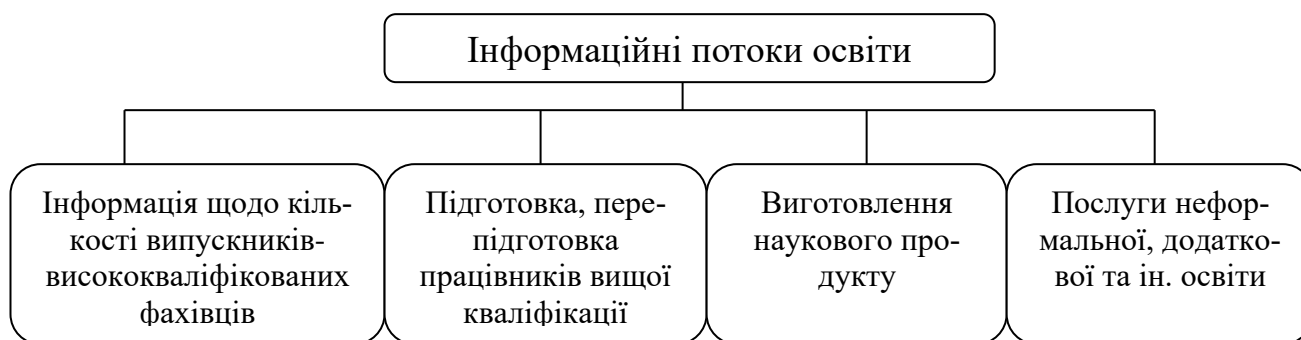 Інформаційні потоки освіти
Інформація щодо кіль-
кості випускників-
висококваліфікованих
фахівців
Підготовка, пере-
підготовка
працівників вищої
кваліфікації
Виготовлення
наукового про-
дукту
Послуги нефор-
мальної, додатко-
вої та ін. освіти